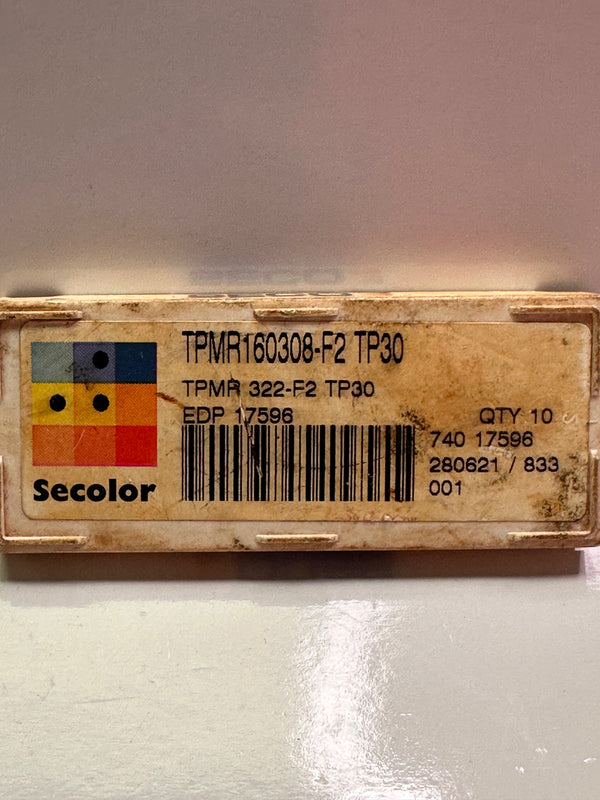 TPMR160308-F2 TP30
TPMR 322-F2 TP30
EDP 17596
QTY 10
740 17596
280621 / 833
001
Secolor